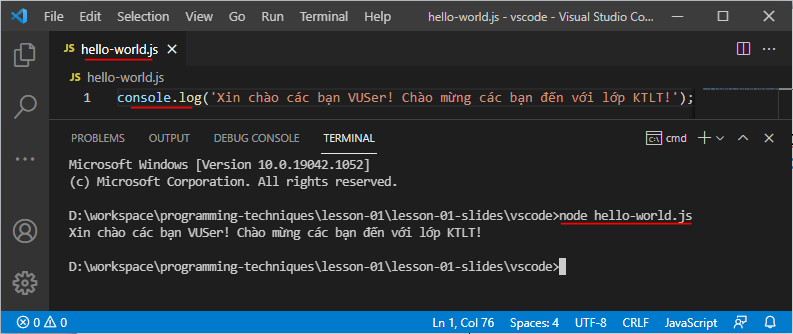 File Edit Selection View Go Run Terminal Help hello-world.js - vscode - Visual Studio Co...
JS hello-world.js
JS hello-world.js
1 console.log('Xin chào các bạn VUSer! Chào mừng các bạn đến với lớp KTLT!');
PROBLEMS OUTPUT DEBUG CONSOLE TERMINAL cmd
Microsoft Windows [Version 10.0.19042.1052]
(c) Microsoft Corporation. All rights reserved.
D:\workspace\programming-techniques\lesson-01\lesson-01-slides\vscode>node hello-world.js
Xin chào các bạn VUSer! Chào mừng các bạn đến với lớp KTLT!
D:\workspace\programming-techniques\lesson-01\lesson-01-slides\vscode>
0 0 Ln 1, Col 76 Spaces: 4 UTF-8 CRLF JavaScript